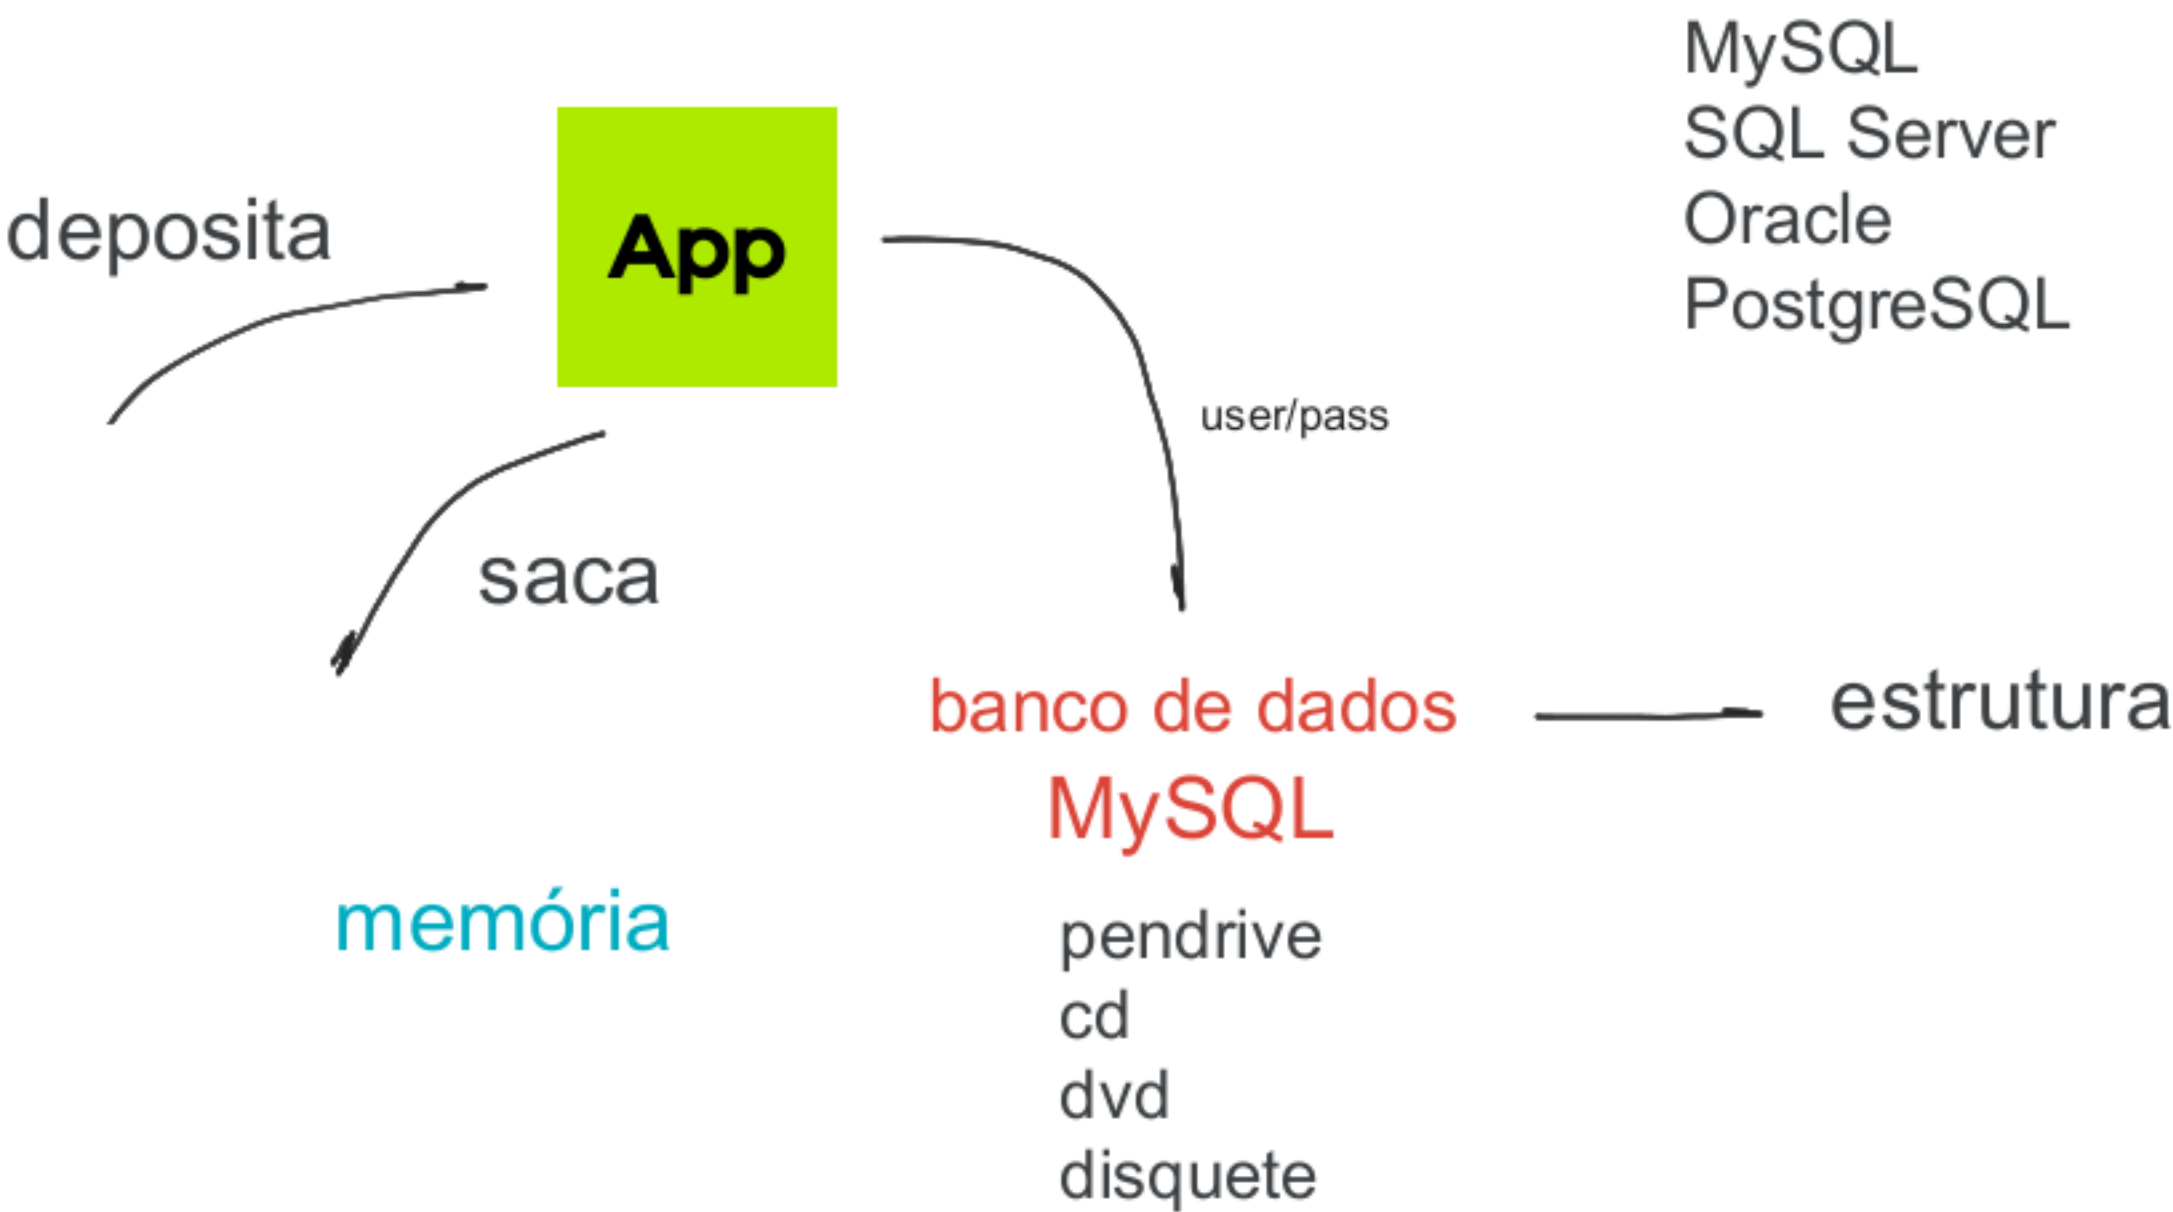 MySQL
SQL Server
Oracle
PostgreSQL
deposita
App
user/pass
saca
banco de dados
MySQL
estrutura
memória
pendrive
cd
dvd
disquete